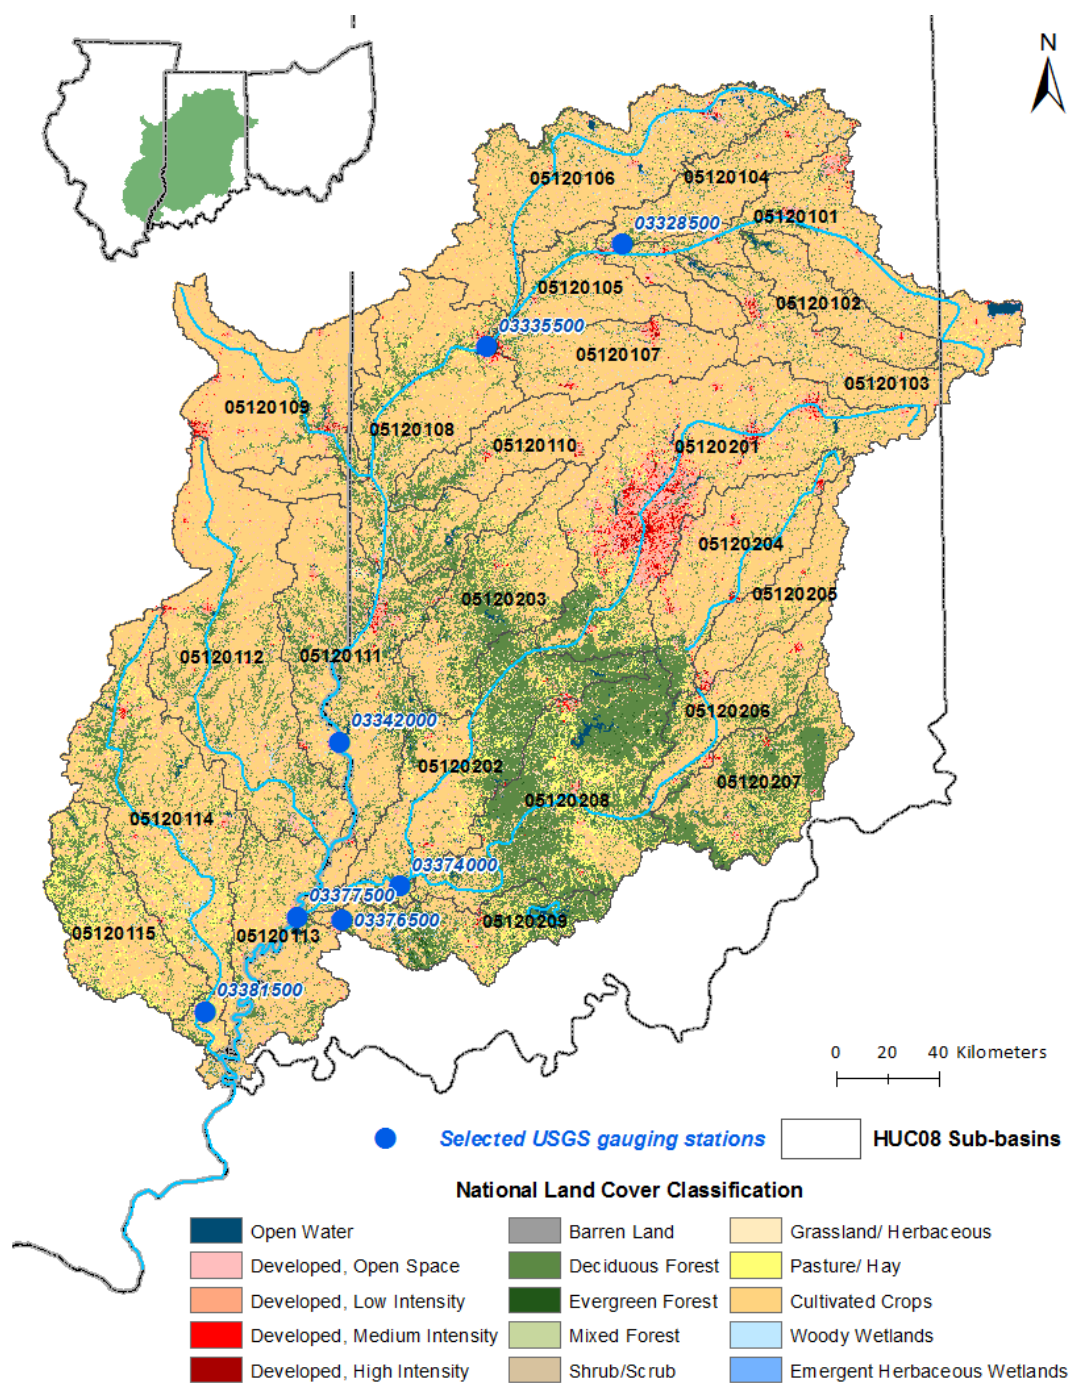 N
05120106
05120104
05120101
03328500
05120105
05120102
03335500
05120107
05120103
05120109
05120108
05120110
05120201
05120204
05120205
05120203
05120112
05120111
05120206
03342000
05120202
05120207
05120208
05120114
03374000
03377500
03376500
05120209
05120115
05120113
03381500
0 20 40 Kilometers
Selected USGS gauging stations
HUC08 Sub-basins
National Land Cover Classification
Open Water
Barren Land
Grassland/ Herbaceous
Developed, Open Space
Deciduous Forest
Pasture/ Hay
Developed, Low Intensity
Evergreen Forest
Cultivated Crops
Developed, Medium Intensity
Mixed Forest
Woody Wetlands
Developed, High Intensity
Shrub/Scrub
Emergent Herbaceous Wetlands